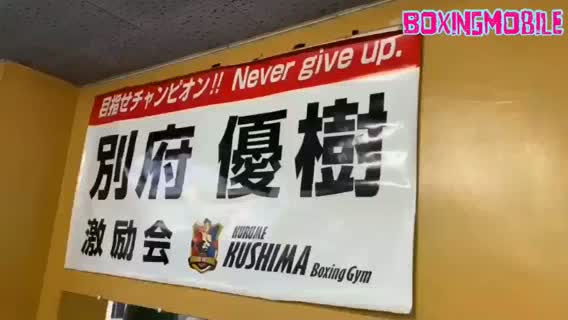 BOXINGMOBILE
目指せチャンピオン!! Never give up.
別府 優樹
激励会
KURUME
KUSHIMA Boxing Gym